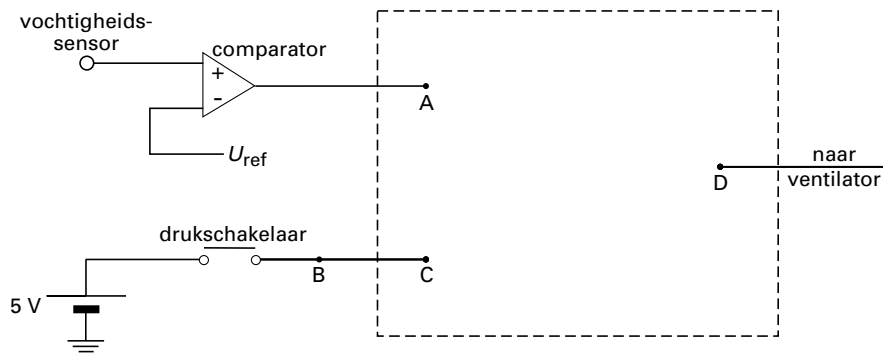 vochtigheids-
sensor
comparator
+
-
A
Uref
naar
D
ventilator
drukschakelaar
B
C
5 V